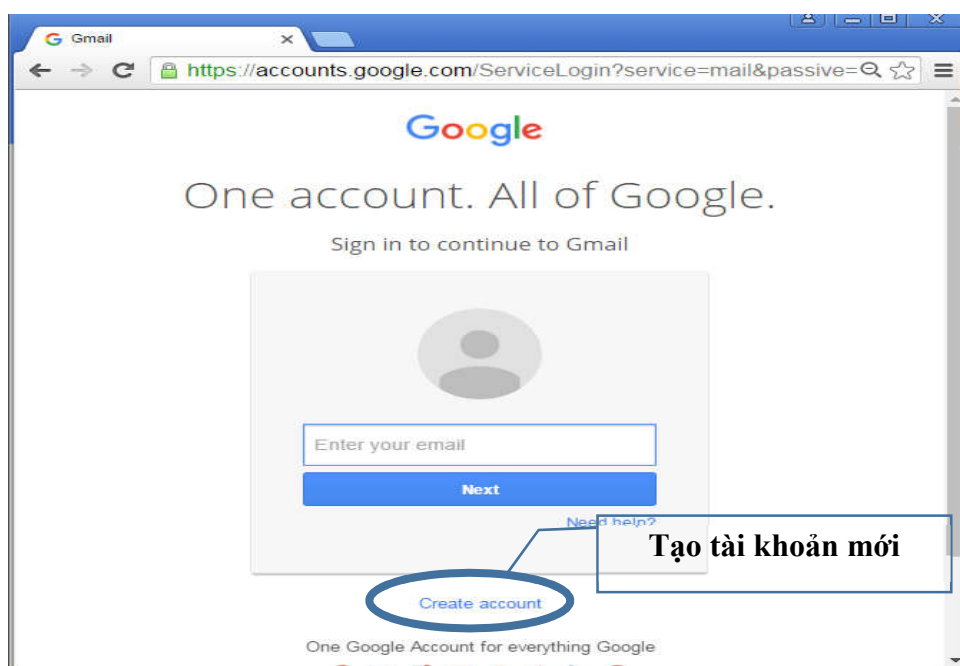 Gmail
https://accounts.google.com/ServiceLogin?service=mail&passive=
Google
One account. All of Google.
Sign in to continue to Gmail
Enter your email
Next
Need help?
Tạo tài khoản mới
Create account
One Google Account for everything Google